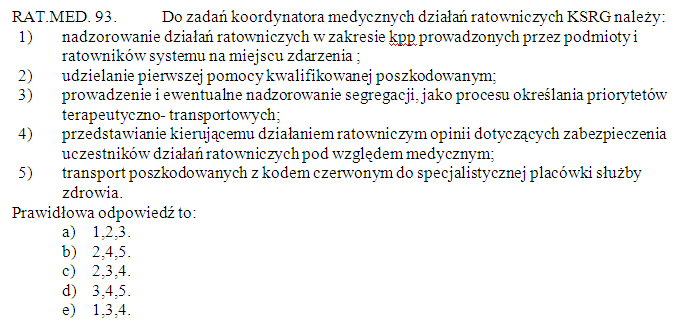 RAT.MED. 93. Do zadań koordynatora medycznych działań ratowniczych KSRG należy:
1) nadzorowanie działań ratowniczych w zakresie kpp prowadzonych przez podmioty i
ratowników systemu na miejscu zdarzenia ;
2) udzielanie pierwszej pomocy kwalifikowanej poszkodowanym;
3) prowadzenie i ewentualne nadzorowanie segregacji, jako procesu określania priorytetów
terapeutyczno- transportowych;
4) przedstawianie kierującemu działaniem ratowniczym opinii dotyczących zabezpieczenia
uczestników działań ratowniczych pod względem medycznym;
5) transport poszkodowanych z kodem czerwonym do specjalistycznej placówki służby
zdrowia.
Prawidłowa odpowiedź to:
a) 1,2,3.
b) 2,4,5.
c) 2,3,4.
d) 3,4,5.
e) 1,3,4.